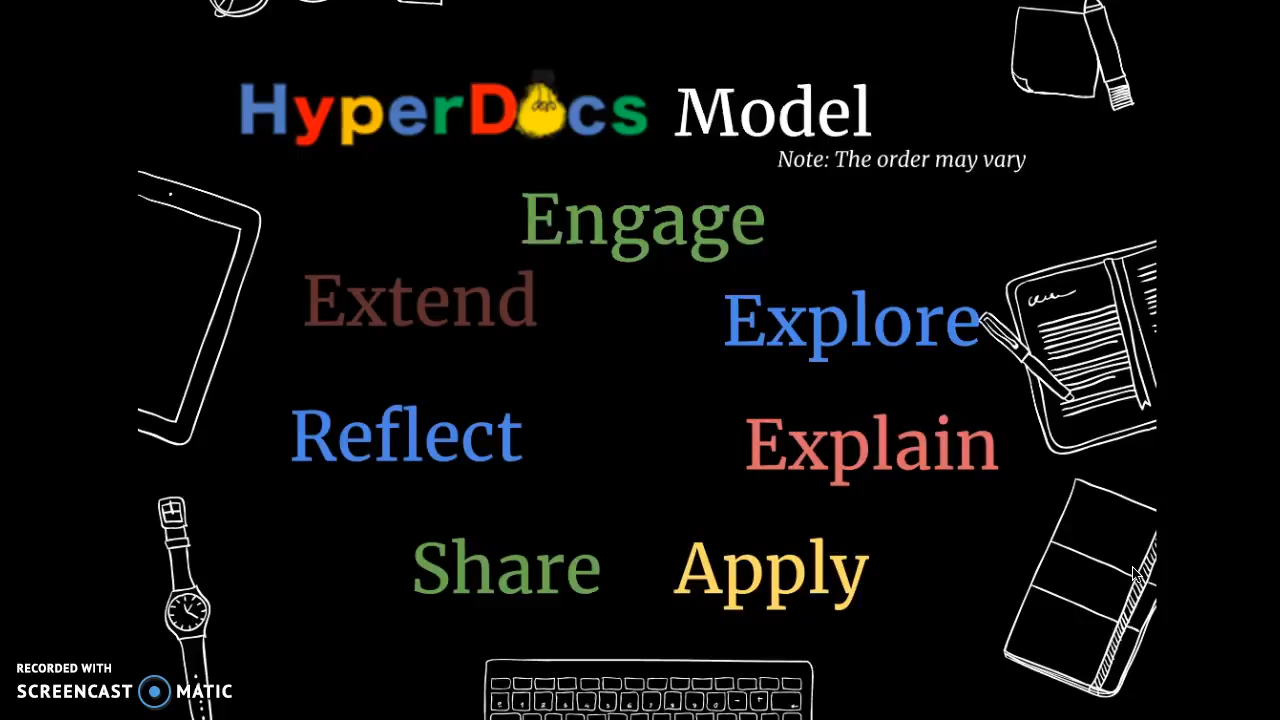 HyperDocs Model
Note: The order may vary
Engage
Extend
Explore
Reflect
Explain
Share Apply
RECORDED WITH
SCREENCAST MATIC